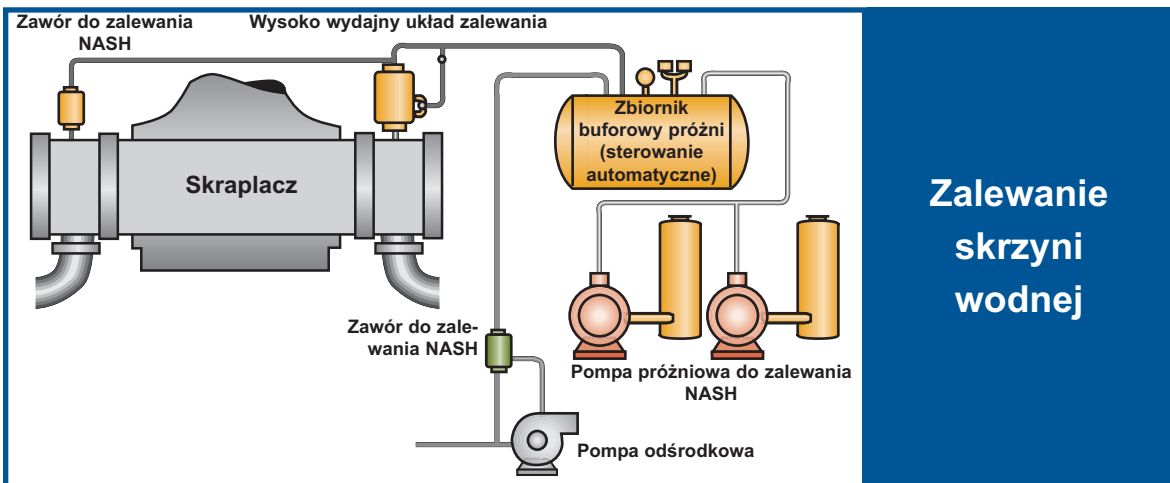 Zawór do zalewania
NASH
Wysoko wydajny układ zalewania
Zbiornik
buforowy próżni
(sterowanie
automatyczne)
Skraplacz
Zalewanie
skrzyni
wodnej
Zawór do zale-
wania NASH
Pompa próżniowa do zalewania
NASH
Pompa odśrodkowa